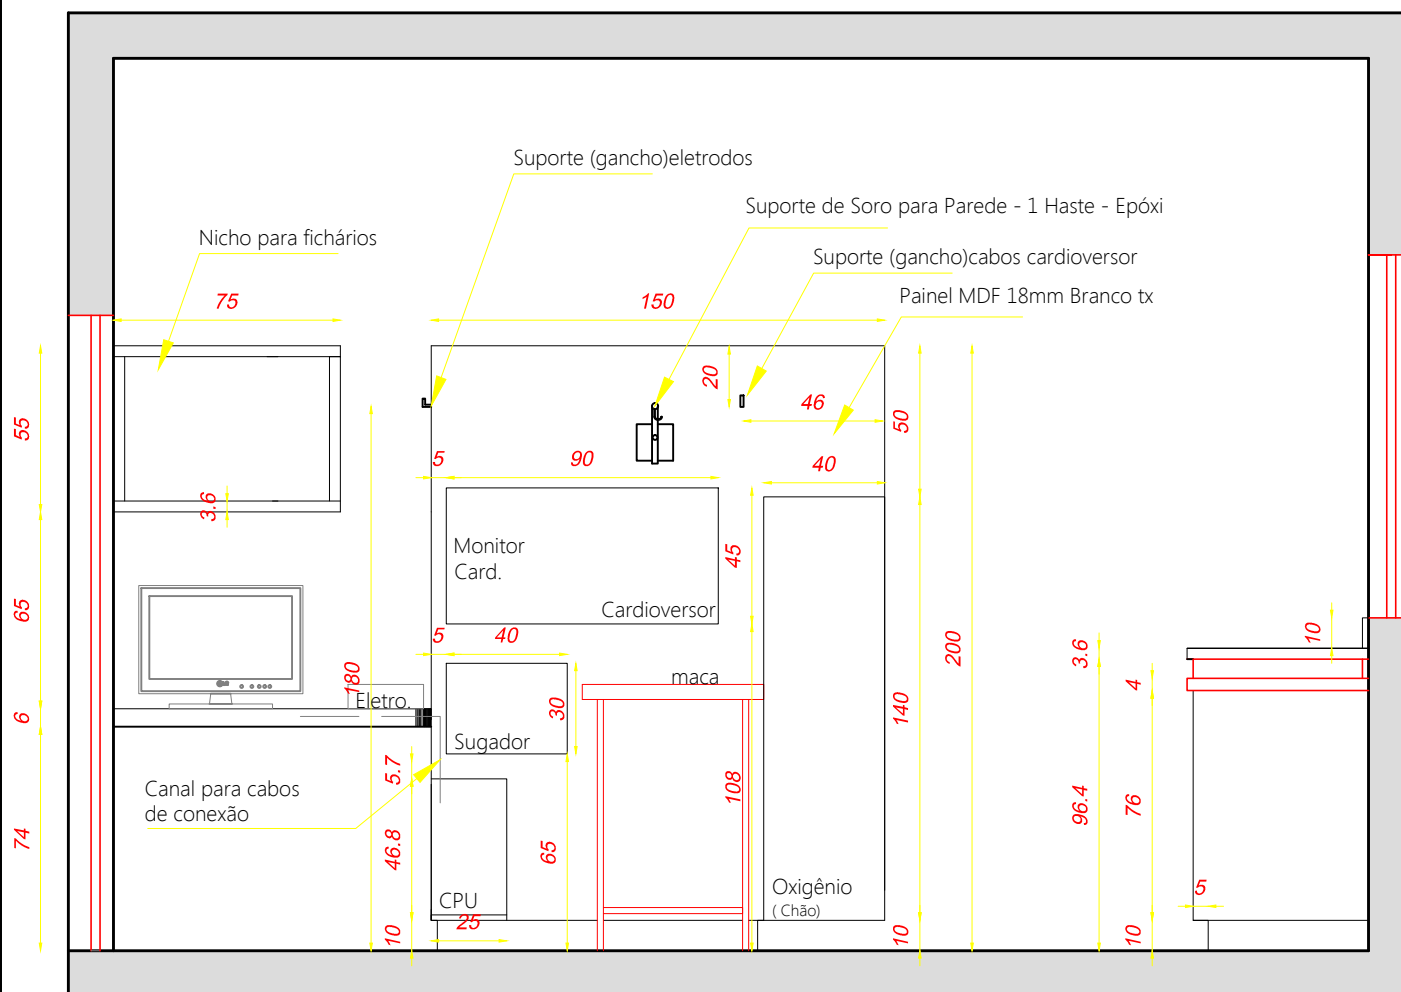 Suporte (gancho)eletrodos
Suporte de Soro para Parede - 1 Haste - Epóxi
Nicho para fichários
Suporte (gancho)cabos cardioversor
Painel MDF 18mm Branco tx
75
150
20
46
50
55
5
90
40
3.6
Monitor
Card.
45
Cardioversor
65
5
40
10
200
3.6
180
maca
4
Eletro.
30
140
6
Sugador
5.7
Canal para cabos
de conexão
108
96.4
76
74
46.8
65
CPU
Oxigênio
( Chão)
5
25
10
10
10